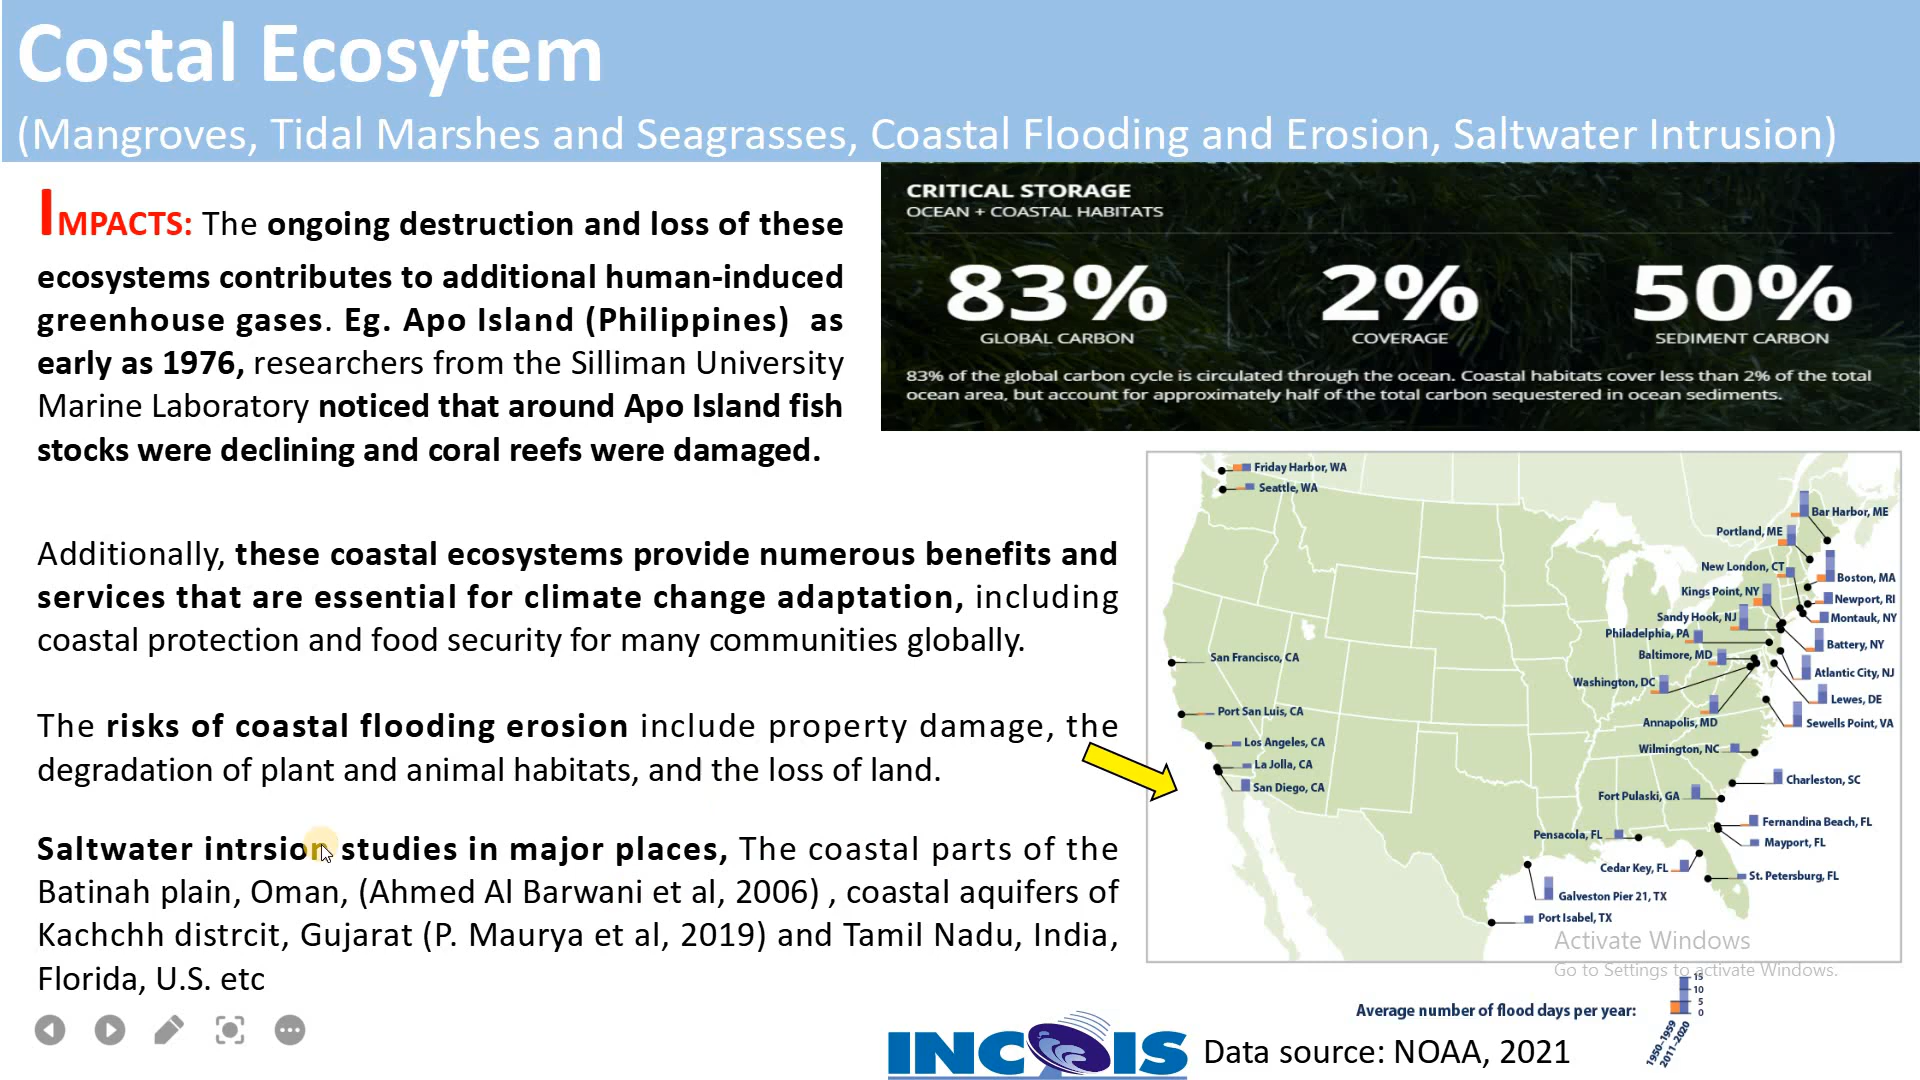 Costal Ecosytem
(Mangroves, Tidal Marshes and Seagrasses, Coastal Flooding and Erosion, Saltwater Intrusion)
IMPACTS: The ongoing destruction and loss of these
ecosystems contributes to additional human-induced
greenhouse gases. Eg. Apo Island (Philippines) as
early as 1976, researchers from the Silliman University
Marine Laboratory noticed that around Apo Island fish
stocks were declining and coral reefs were damaged.
Additionally, these coastal ecosystems provide numerous benefits and
services that are essential for climate change adaptation, including
coastal protection and food security for many communities globally.
The risks of coastal flooding erosion include property damage, the
degradation of plant and animal habitats, and the loss of land.
Saltwater intrsion studies in major places, The coastal parts of the
Batinah plain, Oman, (Ahmed Al Barwani et al, 2006) , coastal aquifers of
Kachchh distrcit, Gujarat (P. Maurya et al, 2019) and Tamil Nadu, India,
Florida, U.S. etc
CRITICAL STORAGE
OCEAN + COASTAL HABITATS
83% 2% 50%
GLOBAL CARBON COVERAGE SEDIMENT CARBON
83% of the global carbon cycle is circulated through the ocean. Coastal habitats cover less than 2% of the total
ocean area, but account for approximately half of the total carbon sequestered in ocean sediments.
Friday Harbor, WA
Seattle, WA
San Francisco, CA
Port San Luis, CA
Los Angeles, CA
La Jolla, CA
San Diego, CA
Bar Harbor, ME
Portland, ME
New London, CT
Boston, MA
Kings Point, NY
Newport, RI
Sandy Hook, NJ
Montauk, NY
Philadelphia, PA
Battery, NY
Baltimore, MD
Atlantic City, NJ
Washington, DC
Lewes, DE
Annapolis, MD
Sewells Point, VA
Wilmington, NC
Charleston, SC
Fort Pulaski, GA
Fernandina Beach, FL
Pensacola, FL
Mayport, FL
Cedar Key, FL
St. Petersburg, FL
Galveston Pier 21, TX
Port Isabel, TX
Activate Windows
Go to Settings to activate Windows.
Average number of flood days per year:
15
10
5
0
1950–1959
2011–2020
INCOIS
Data source: NOAA, 2021